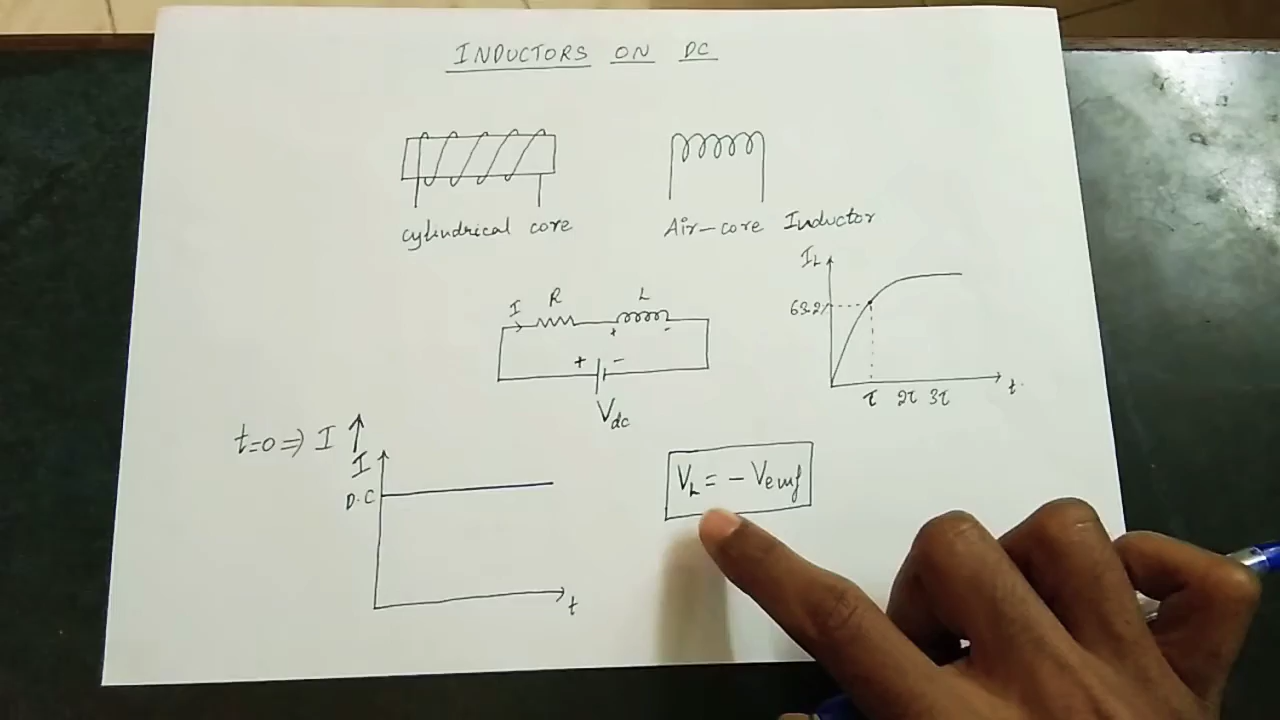 INDUCTORS ON DC
Cylindrical core
Air-core Inductor
I R L
+ -
+ -
Vdc
IL
63.2%
τ 2τ 3τ
t
t=0 ⇒ I ↑
I
D.C
t
VL = - Vemf